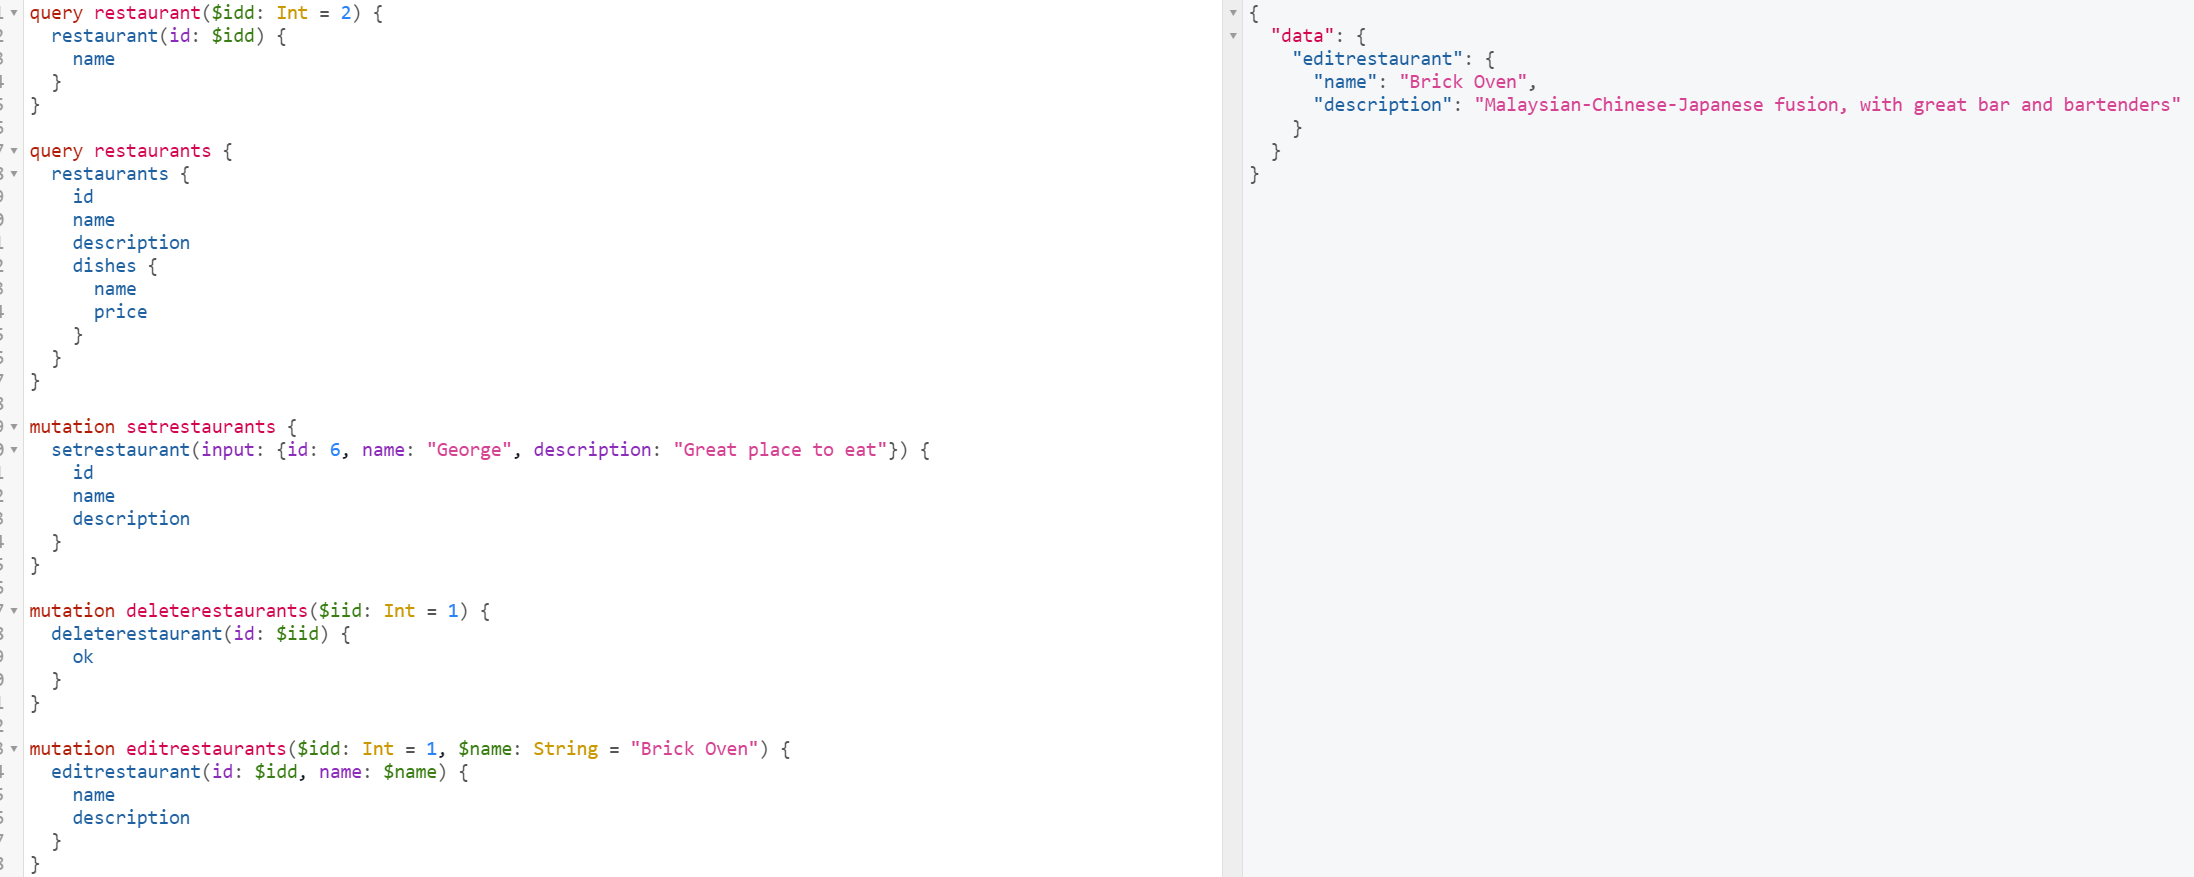 query restaurant($idd: Int = 2) {
  restaurant(id: $idd) {
    name
  }
}

query restaurants {
  restaurants {
    id
    name
    description
    dishes {
      name
      price
    }
  }
}

mutation setrestaurants {
  setrestaurant(input: {id: 6, name: "George", description: "Great place to eat"}) {
    id
    name
    description
  }
}

mutation deleterestaurants($iid: Int = 1) {
  deleterestaurant(id: $iid) {
    ok
  }
}

mutation editrestaurants($idd: Int = 1, $name: String = "Brick Oven") {
  editrestaurant(id: $idd, name: $name) {
    name
    description
  }
}

{
  "data": {
    "editrestaurant": {
      "name": "Brick Oven",
      "description": "Malaysian-Chinese-Japanese fusion, with great bar and bartenders"
    }
  }
}